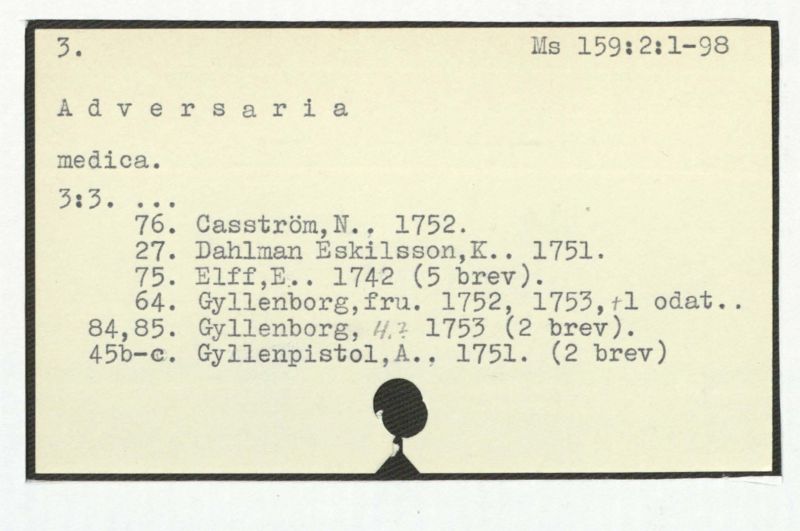 3. Ms 159:2:1-98
A d v e r s a r i a
medica.
3:3. ...
76. Casström,N.. 1752.
27. Dahlman Eskilsson,K.. 1751.
75. Elff,E.. 1742 (5 brev).
64. Gyllenborg,fru. 1752, 1753,+1 odat..
84,85. Gyllenborg, H.? 1753 (2 brev).
45b-c. Gyllenpistol,A., 1751. (2 brev)